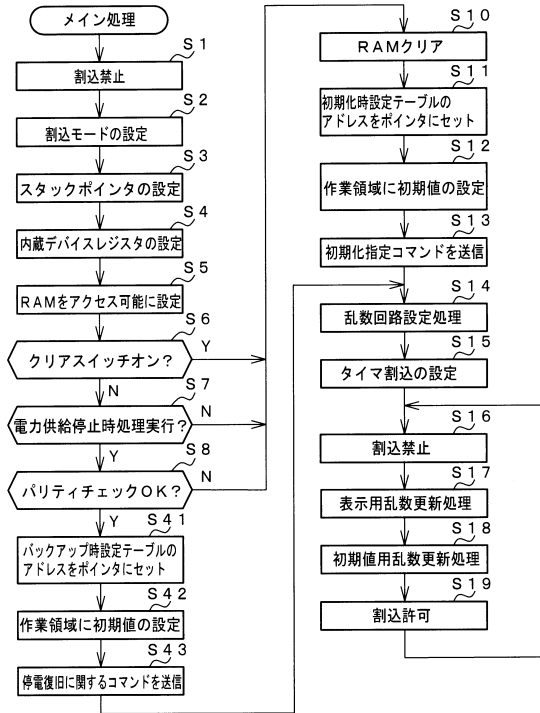 メイン処理
S1
割込禁止
S2
割込モードの設定
S3
スタックポインタの設定
S4
内蔵デバイスレジスタの設定
S5
RAMをアクセス可能に設定
S6
クリアスイッチオン？
Y
N
S7
電力供給停止時処理実行？
N
Y
S8
パリティチェックOK？
N
Y
S41
バックアップ時設定テーブルの
アドレスをポインタにセット
S42
作業領域に初期値の設定
S43
停電復旧に関するコマンドを送信
S10
RAMクリア
S11
初期化時設定テーブルの
アドレスをポインタにセット
S12
作業領域に初期値の設定
S13
初期化指定コマンドを送信
S14
乱数回路設定処理
S15
タイマ割込の設定
S16
割込禁止
S17
表示用乱数更新処理
S18
初期値用乱数更新処理
S19
割込許可